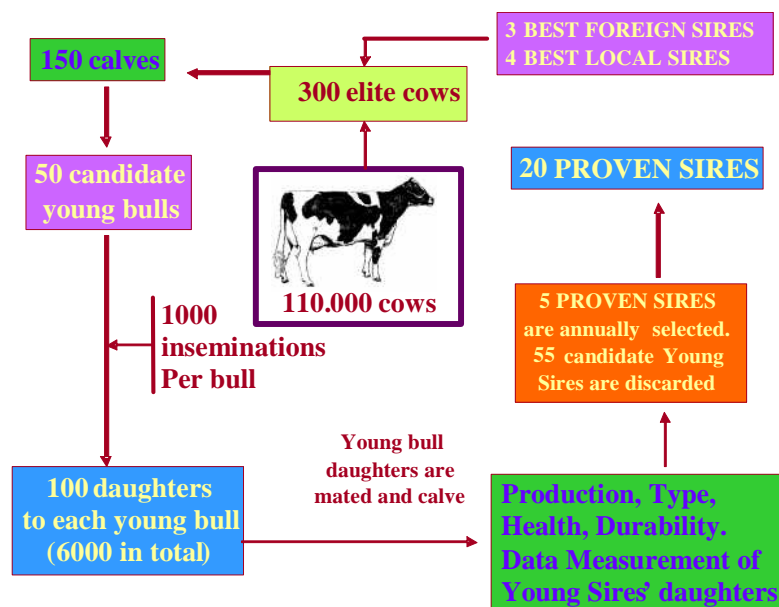 3 BEST FOREIGN SIRES
4 BEST LOCAL SIRES
150 calves
300 elite cows
50 candidate
young bulls
20 PROVEN SIRES
110.000 cows
1000
inseminations
Per bull
5 PROVEN SIRES
are annually selected.
55 candidate Young
Sires are discarded
Young bull
daughters are
mated and calve
100 daughters
to each young bull
(6000 in total)
Production, Type,
Health, Durability.
Data Measurement of
Young Sires' daughters